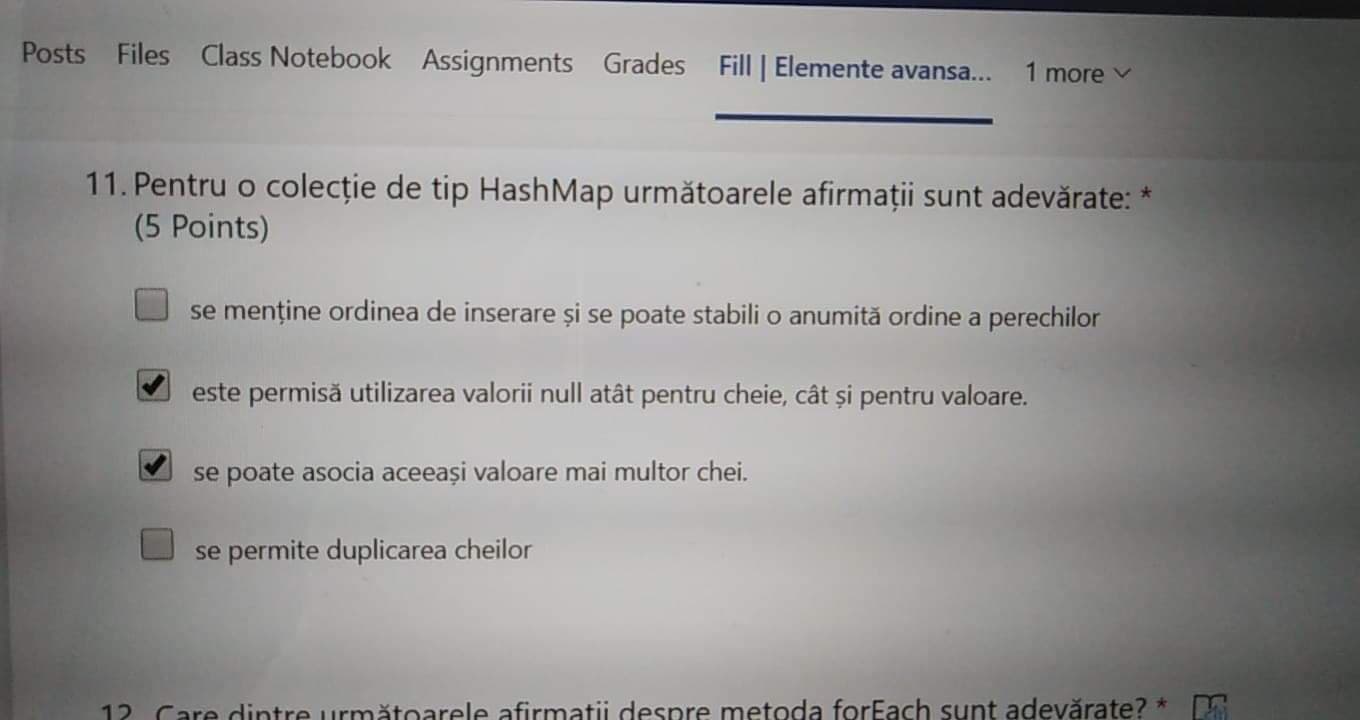 Posts Files Class Notebook Assignments Grades Fill | Elemente avansa... 1 more
11. Pentru o colecție de tip HashMap următoarele afirmații sunt adevărate: *
(5 Points)
se menține ordinea de inserare și se poate stabili o anumită ordine a perechilor
este permisă utilizarea valorii null atât pentru cheie, cât și pentru valoare.
se poate asocia aceeași valoare mai multor chei.
se permite duplicarea cheilor
12. Care dintre următoarele afirmații despre metoda forEach sunt adevărate? *